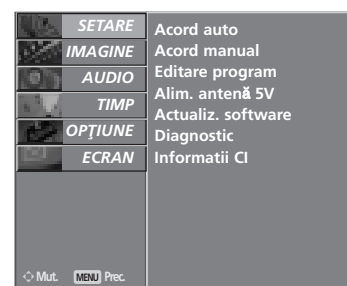 SETARE
IMAGINE
AUDIO
TIMP
OPŢIUNE
ECRAN
Acord auto
Acord manual
Editare program
Alim. antenă 5V
Actualiz. software
Diagnostic
Informatii CI
Mut. MENU Prec.